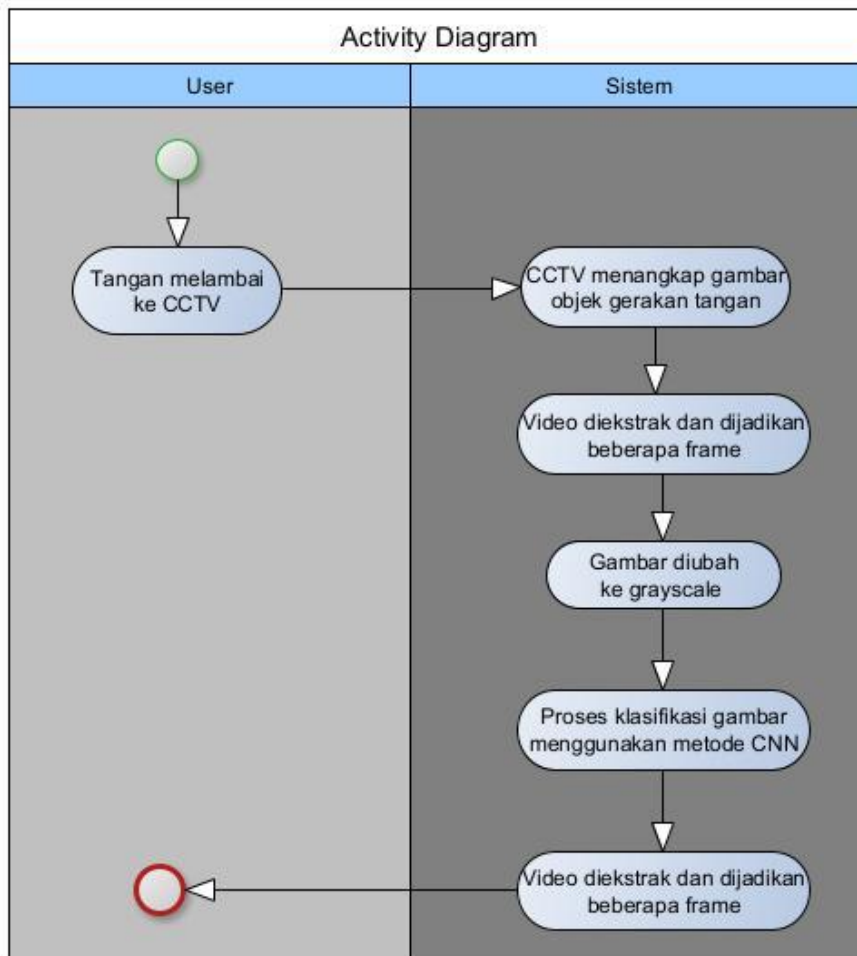 Activity Diagram
User
Sistem
Tangan melambai
ke CCTV
CCTV menangkap gambar
objek gerakan tangan
Video diekstrak dan dijadikan
beberapa frame
Gambar diubah
ke grayscale
Proses klasifikasi gambar
menggunakan metode CNN
Video diekstrak dan dijadikan
beberapa frame